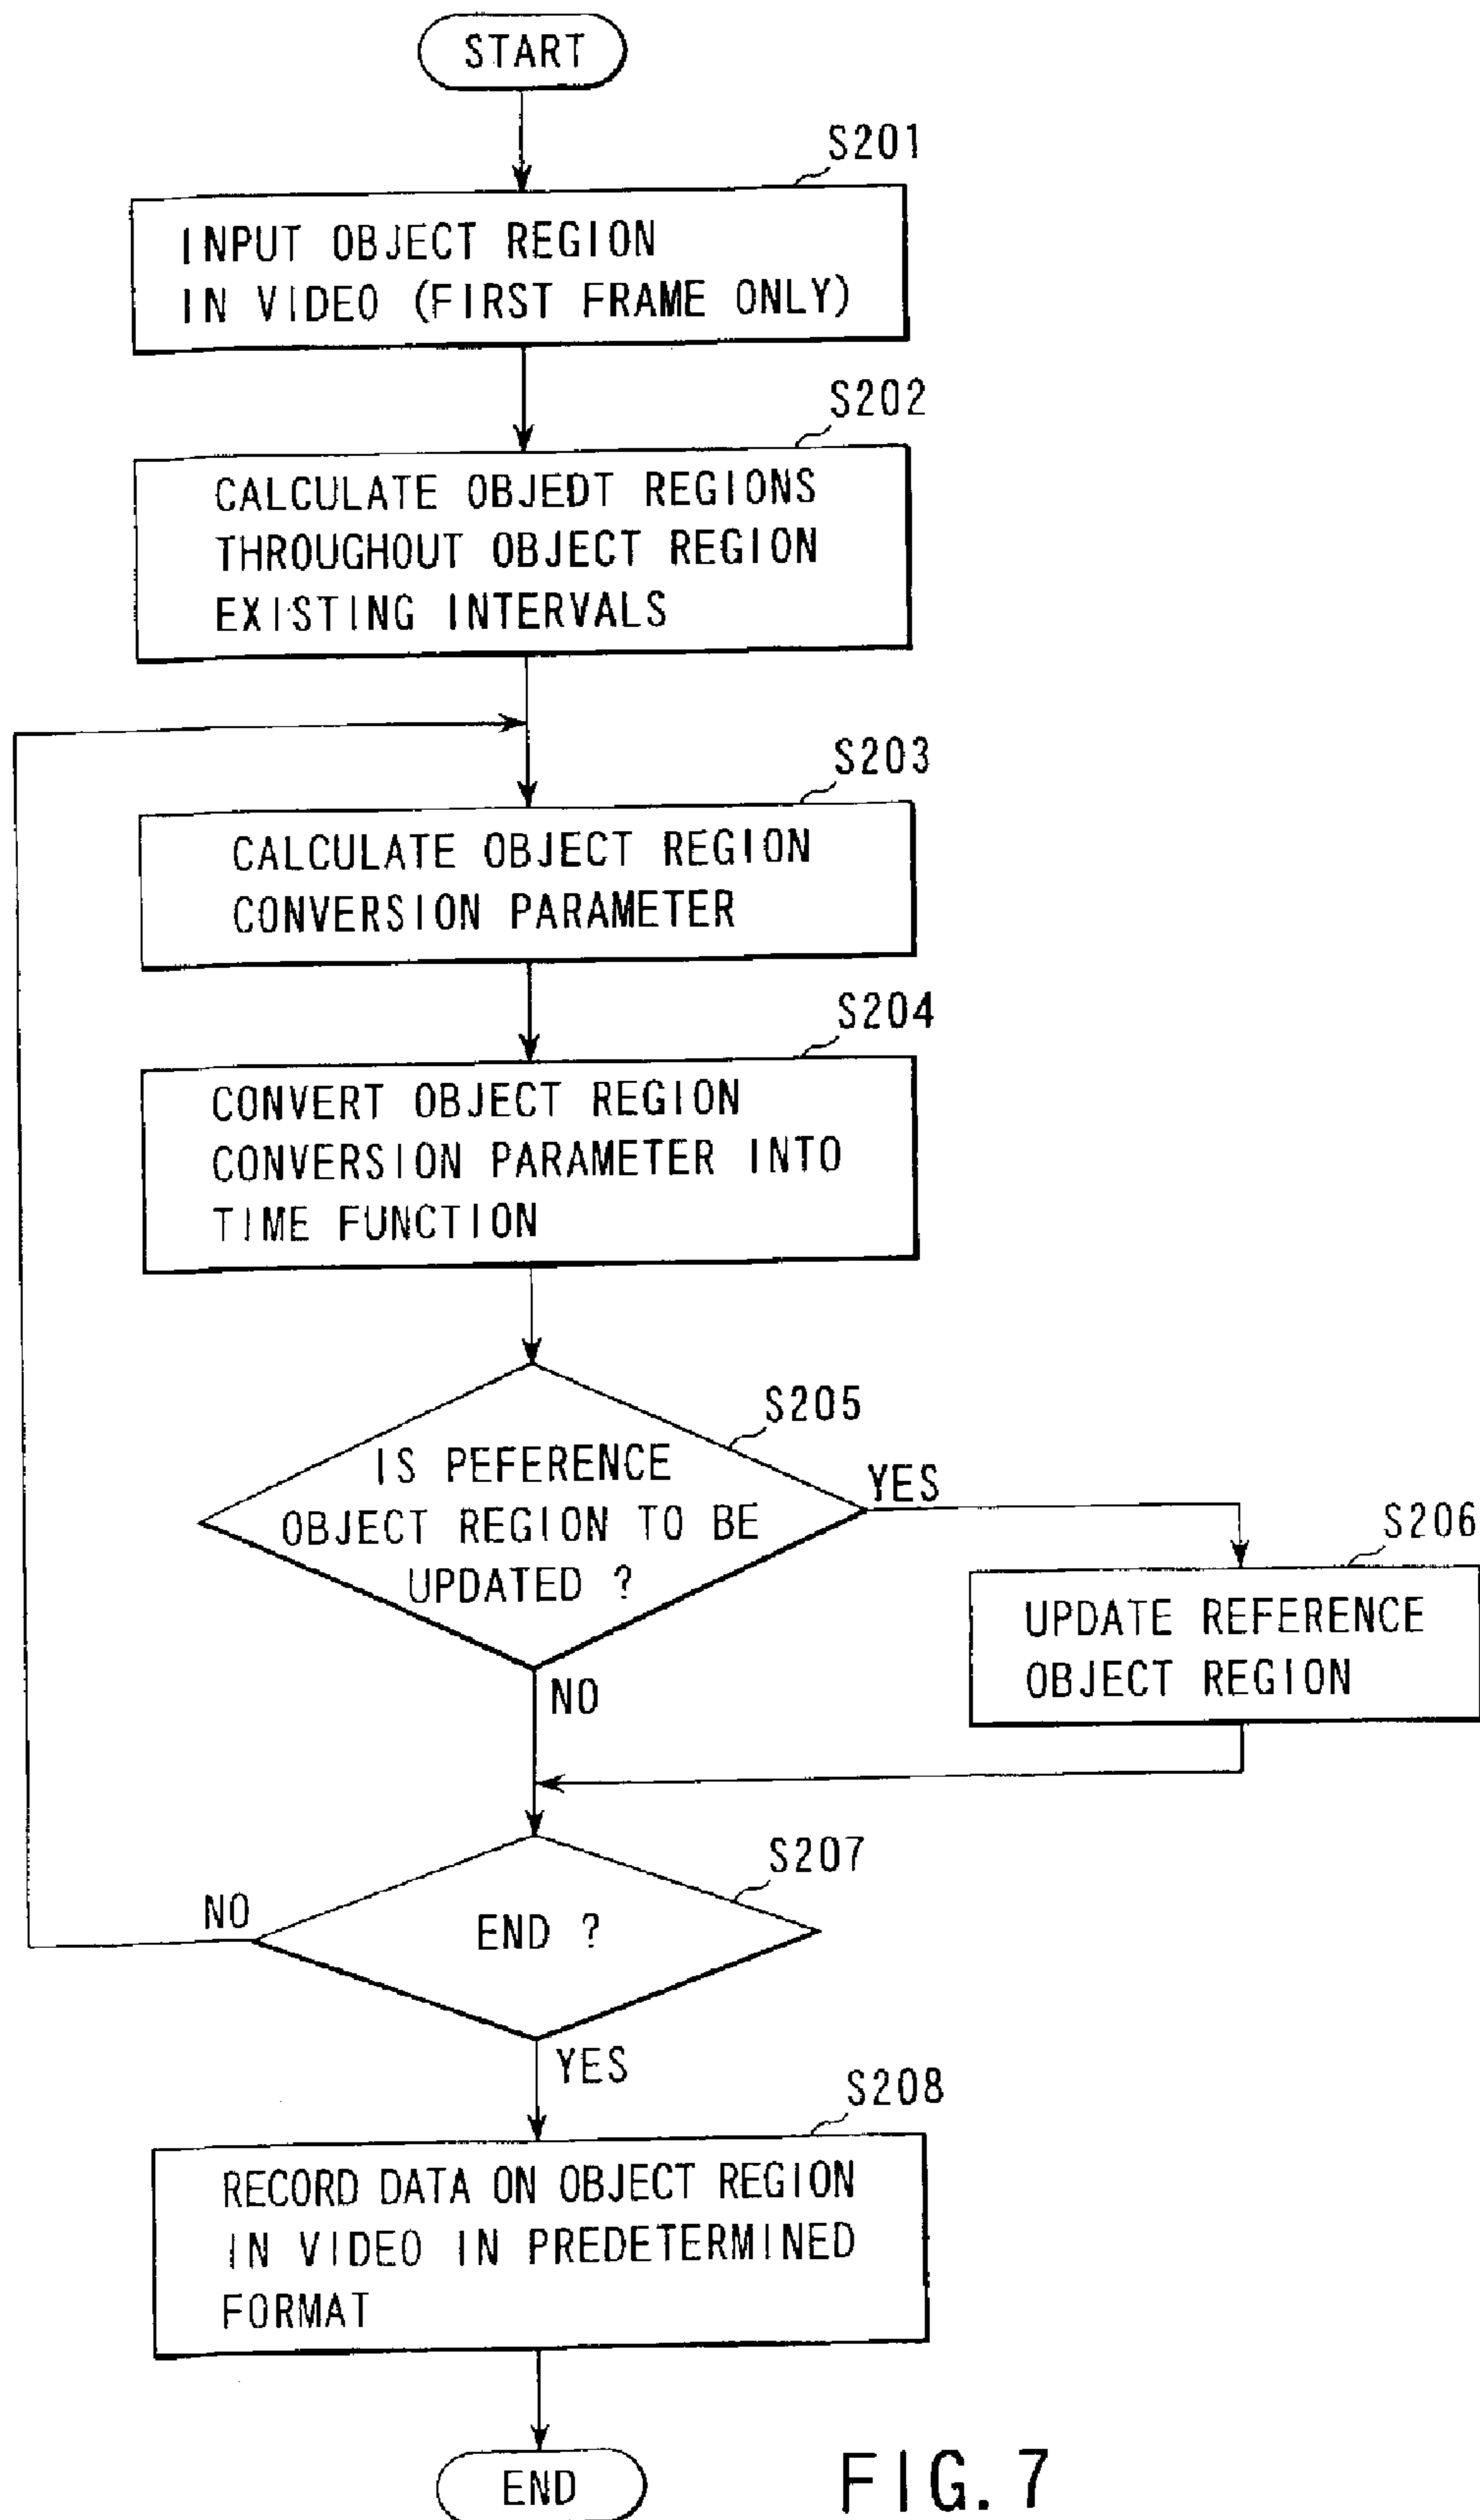 START
S201
INPUT OBJECT REGION
IN VIDEO (FIRST FRAME ONLY)
S202
CALCULATE OBJEDT REGIONS
THROUGHOUT OBJECT REGION
EXISTING INTERVALS
S203
CALCULATE OBJECT REGION
CONVERSION PARAMETER
S204
CONVERT OBJECT REGION
CONVERSION PARAMETER INTO
TIME FUNCTION
S205
IS PEFERENCE
OBJECT REGION TO BE
UPDATED ?
YES
S206
UPDATE REFERENCE
OBJECT REGION
NO
S207
END ?
NO
YES
S208
RECORD DATA ON OBJECT REGION
IN VIDEO IN PREDETERMINED
FORMAT
END
FIG. 7